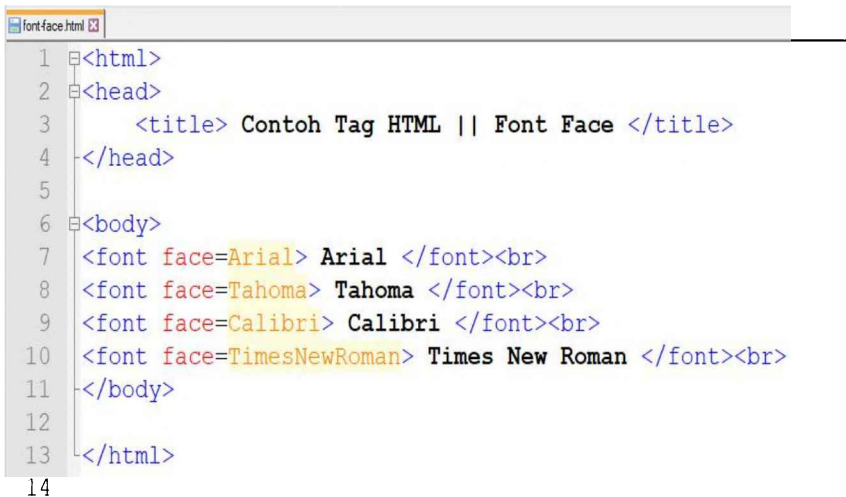 font-face.html
1 <html>
2 <head>
3 <title> Contoh Tag HTML || Font Face </title>
4 </head>
5
6 <body>
7 <font face=Arial> Arial </font><br>
8 <font face=Tahoma> Tahoma </font><br>
9 <font face=Calibri> Calibri </font><br>
10 <font face=TimesNewRoman> Times New Roman </font><br>
11 </body>
12
13 </html>
14